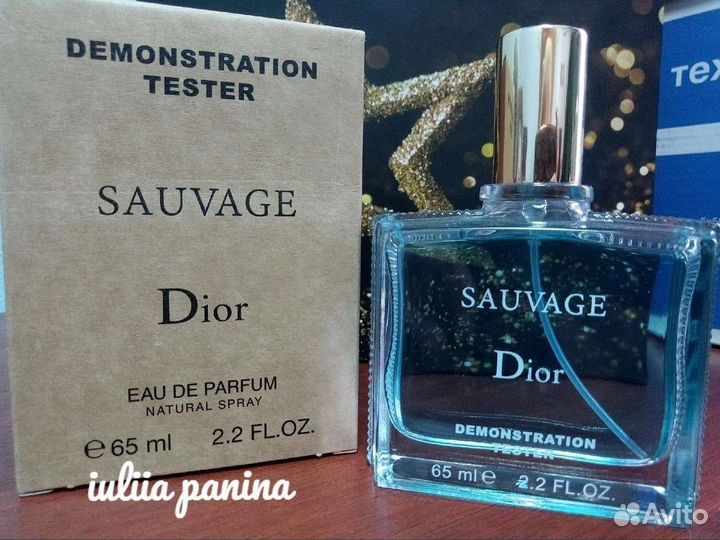 DEMONSTRATION
TESTER
SAUVAGE
Dior
EAU DE PARFUM
NATURAL SPRAY
e 65 ml 2.2 FL.OZ.
SAUVAGE
Dior
DEMONSTRATION
TESTER
65 ml e 2.2 FL.OZ.
тех
iuliia panina
Avito